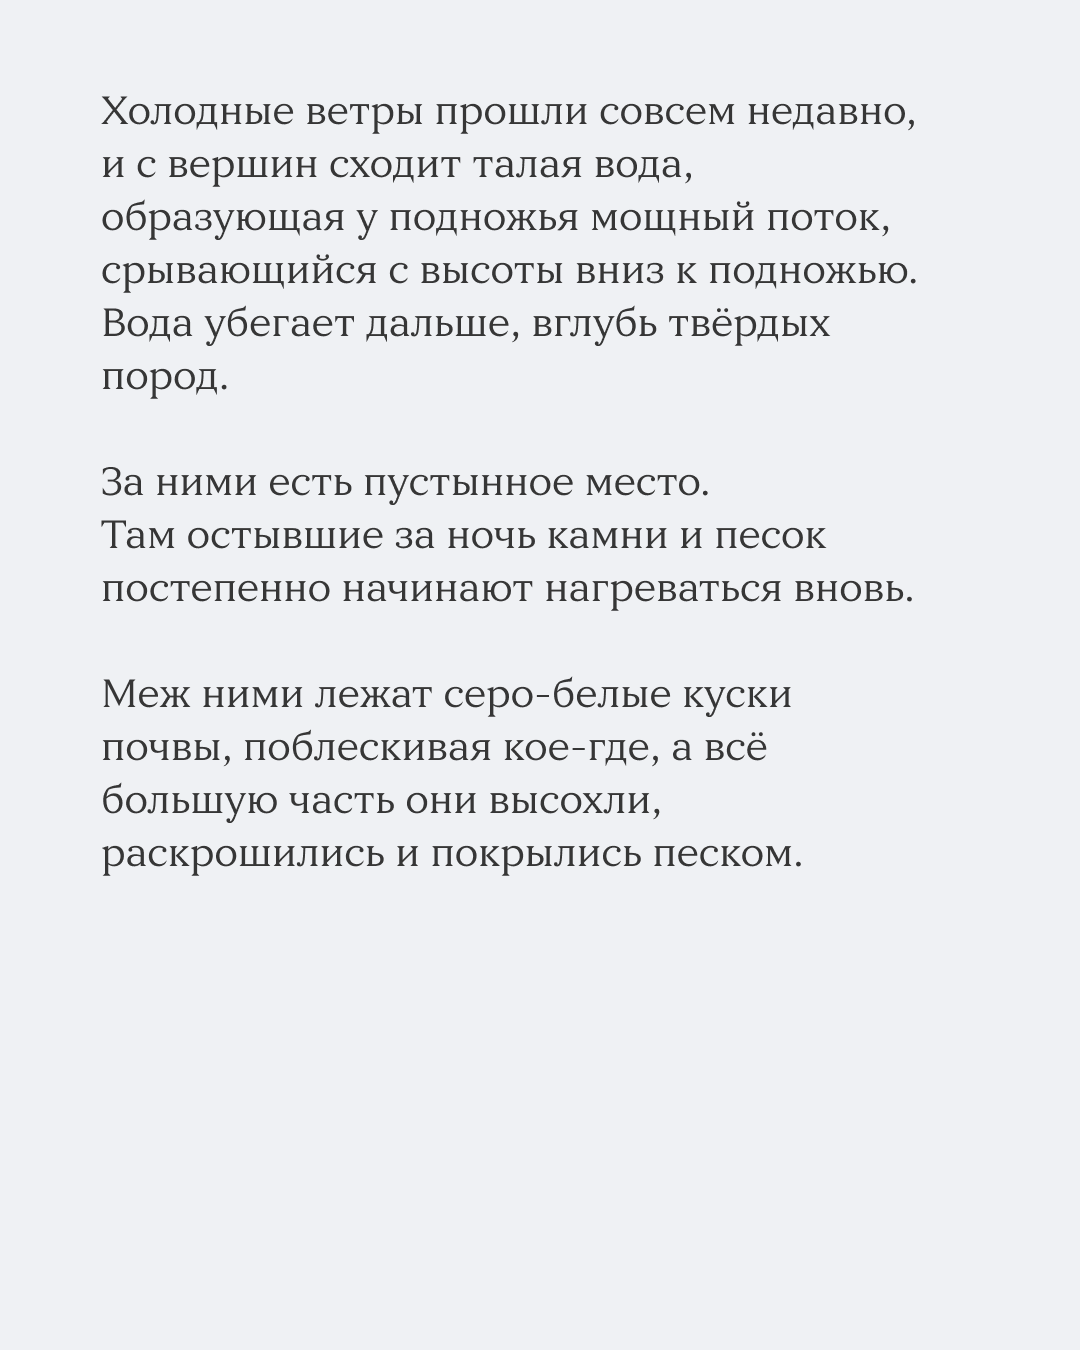 Холодные ветры прошли совсем недавно,
и с вершин сходит талая вода,
образующая у подножья мощный поток,
срывающийся с высоты вниз к подножью.
Вода убегает дальше, вглубь твёрдых
пород.
За ними есть пустынное место.
Там остывшие за ночь камни и песок
постепенно начинают нагреваться вновь.
Меж ними лежат серо-белые куски
почвы, поблескивая кое-где, а всё
большую часть они высохли,
раскрошились и покрылись песком.